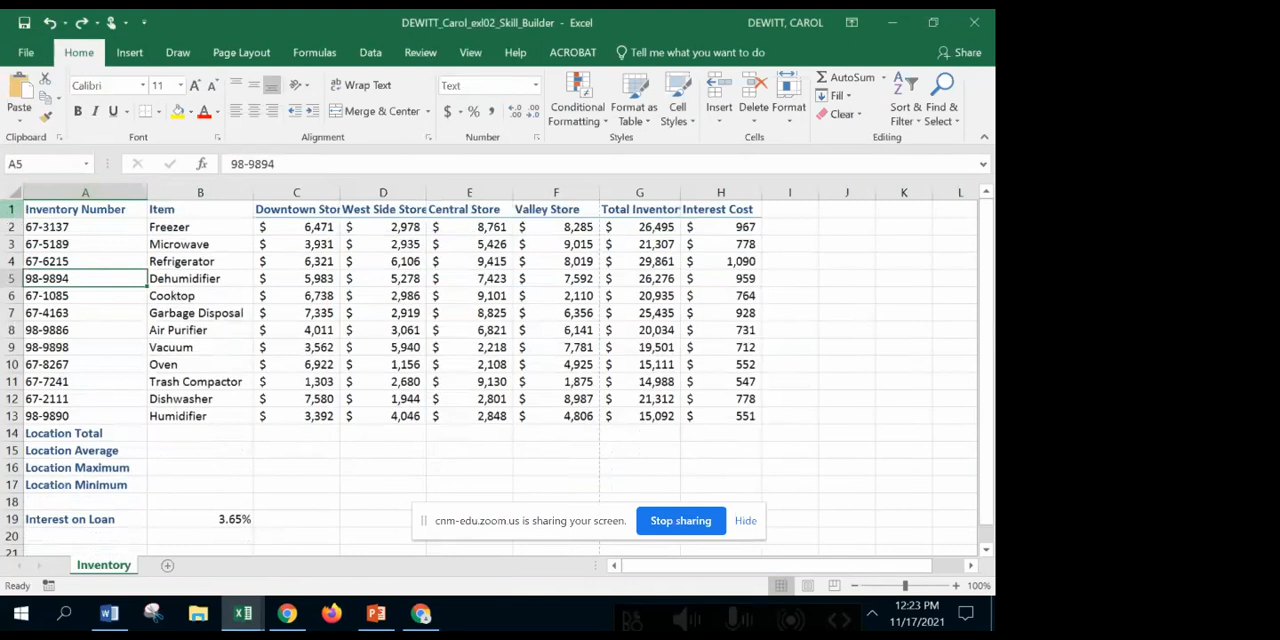 DEWITT_Carol_exl02_Skill_Builder - Excel DEWITT, CAROL
File Home Insert Draw Page Layout Formulas Data Review View Help ACROBAT Tell me what you want to do Share
Calibri 11 Wrap Text Text AutoSum
Paste B I U Merge & Center $ % Conditional Formatting Format as Table Cell Styles Insert Delete Format Fill Clear Sort & Filter Find & Select
Clipboard Font Alignment Number Styles Cells Editing
A5 fx 98-9894
A B C D E F G H I J K L
1 Inventory Number Item Downtown Stor West Side Store Central Store Valley Store Total Inventor Interest Cost
2 67-3137 Freezer $ 6,471 $ 2,978 $ 8,761 $ 8,285 $ 26,495 $ 967
3 67-5189 Microwave $ 3,931 $ 2,935 $ 5,426 $ 9,015 $ 21,307 $ 778
4 67-6215 Refrigerator $ 6,321 $ 6,106 $ 9,415 $ 8,019 $ 29,861 $ 1,090
5 98-9894 Dehumidifier $ 5,983 $ 5,278 $ 7,423 $ 7,592 $ 26,276 $ 959
6 67-1085 Cooktop $ 6,738 $ 2,986 $ 9,101 $ 2,110 $ 20,935 $ 764
7 67-4163 Garbage Disposal $ 7,335 $ 2,919 $ 8,825 $ 6,356 $ 25,435 $ 928
8 98-9886 Air Purifier $ 4,011 $ 3,061 $ 6,821 $ 6,141 $ 20,034 $ 731
9 98-9898 Vacuum $ 3,562 $ 5,940 $ 2,218 $ 7,781 $ 19,501 $ 712
10 67-8267 Oven $ 6,922 $ 1,156 $ 2,108 $ 4,925 $ 15,111 $ 552
11 67-7241 Trash Compactor $ 1,303 $ 2,680 $ 9,130 $ 1,875 $ 14,988 $ 547
12 67-2111 Dishwasher $ 7,580 $ 1,944 $ 2,801 $ 8,987 $ 21,312 $ 778
13 98-9890 Humidifier $ 3,392 $ 4,046 $ 2,848 $ 4,806 $ 15,092 $ 551
14 Location Total
15 Location Average
16 Location Maximum
17 Location Minimum
18
19 Interest on Loan 3.65%
cnm-edu.zoom.us is sharing your screen. Stop sharing Hide
20
21
Inventory
Ready 100%
12:23 PM
11/17/2021